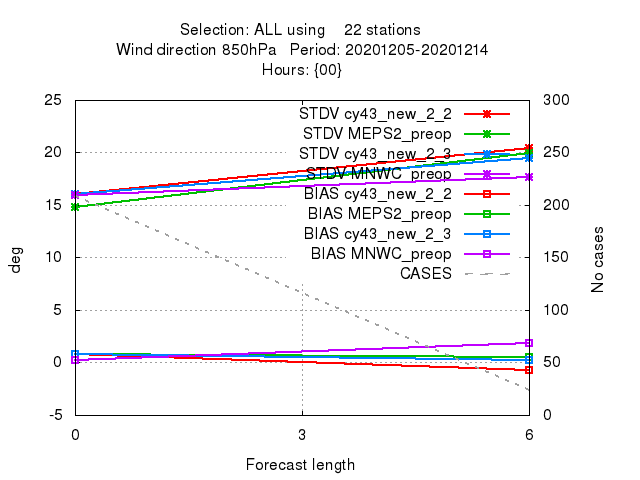 Selection: ALL using 22 stations
Wind direction 850hPa Period: 20201205-20201214
Hours: {00}
25
20
15
10
5
0
-5
300
250
200
150
100
50
0
STDV cy43_new_2_2
STDV MEPS2_preop
STDV cy43_new_2_3
STDV MNWC_preop
BIAS cy43_new_2_2
BIAS MEPS2_preop
BIAS cy43_new_2_3
BIAS MNWC_preop
CASES
deg
No cases
0 3 6
Forecast length